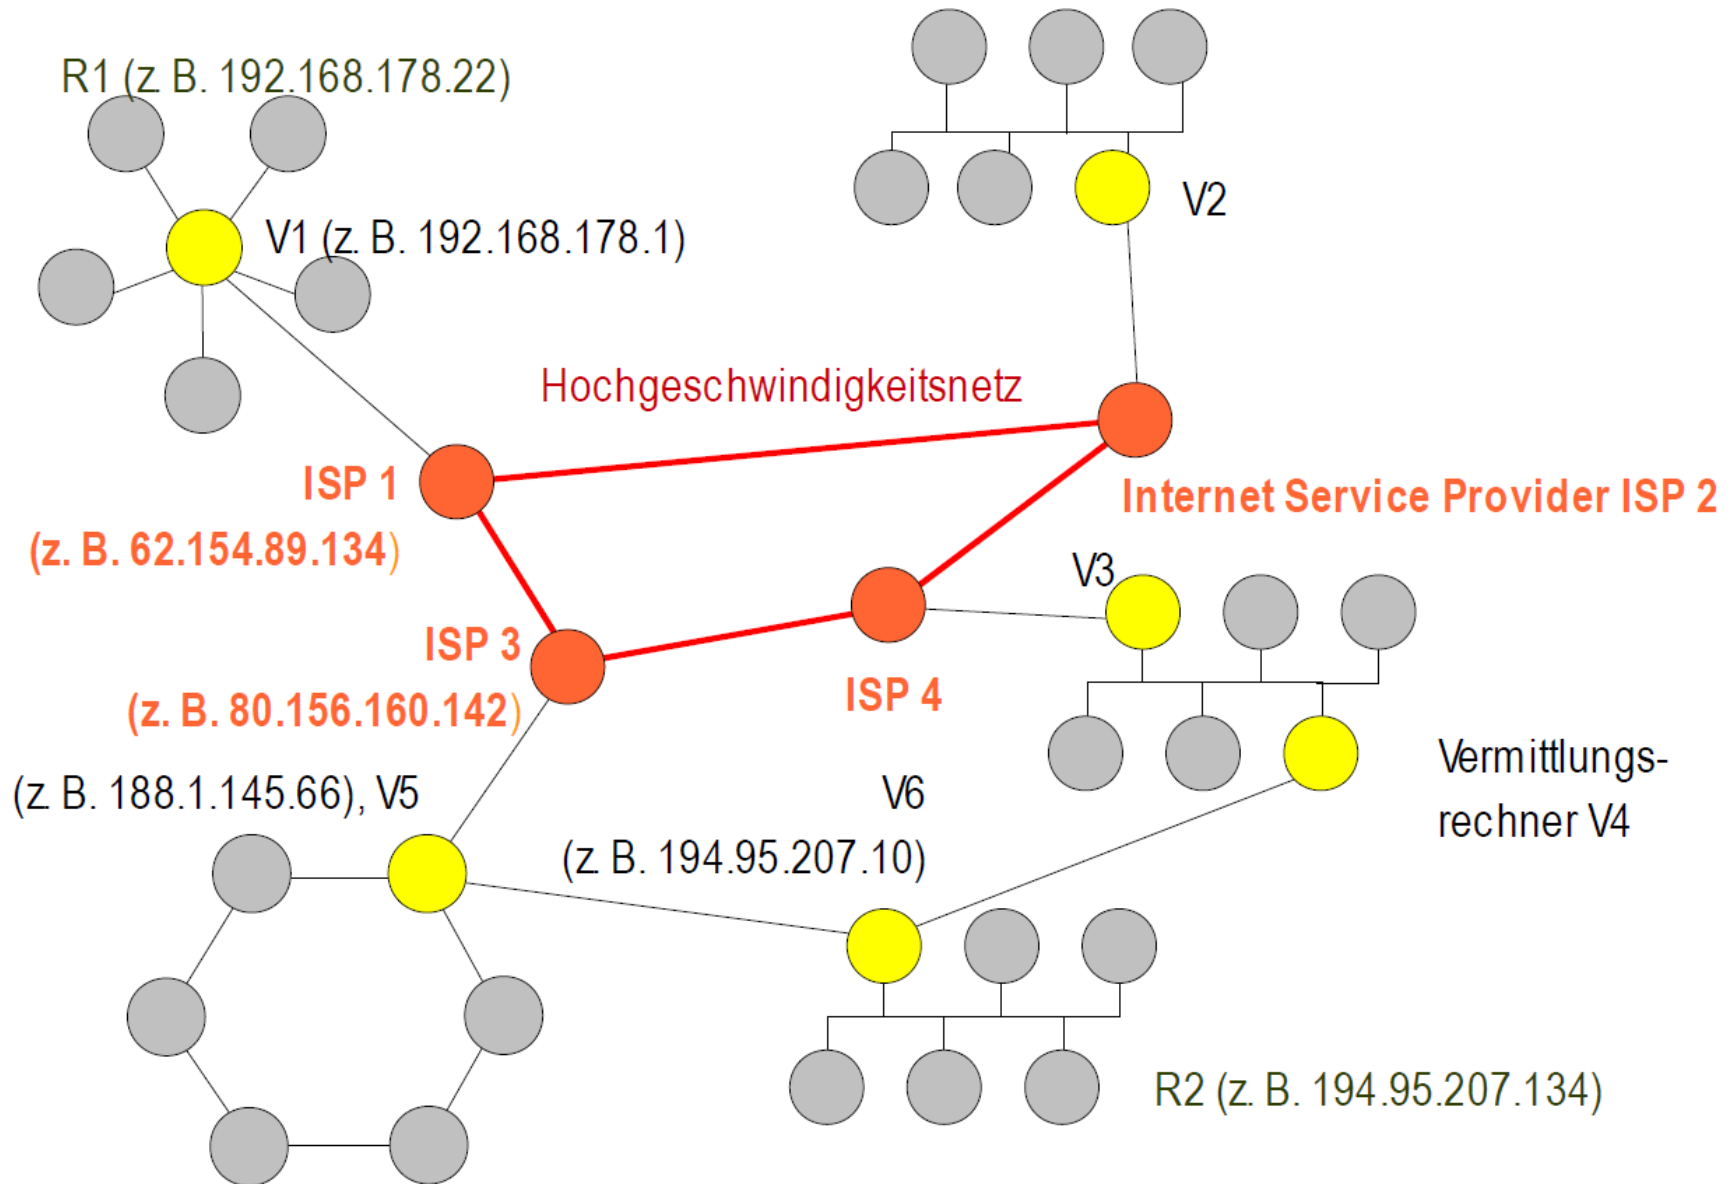 R1 (z. B. 192.168.178.22)
V1 (z. B. 192.168.178.1)
V2
Hochgeschwindigkeitsnetz
ISP 1
(z. B. 62.154.89.134)
Internet Service Provider ISP 2
V3
ISP 3
(z. B. 80.156.160.142)
ISP 4
Vermittlungs-
rechner V4
(z. B. 188.1.145.66), V5
V6
(z. B. 194.95.207.10)
R2 (z. B. 194.95.207.134)